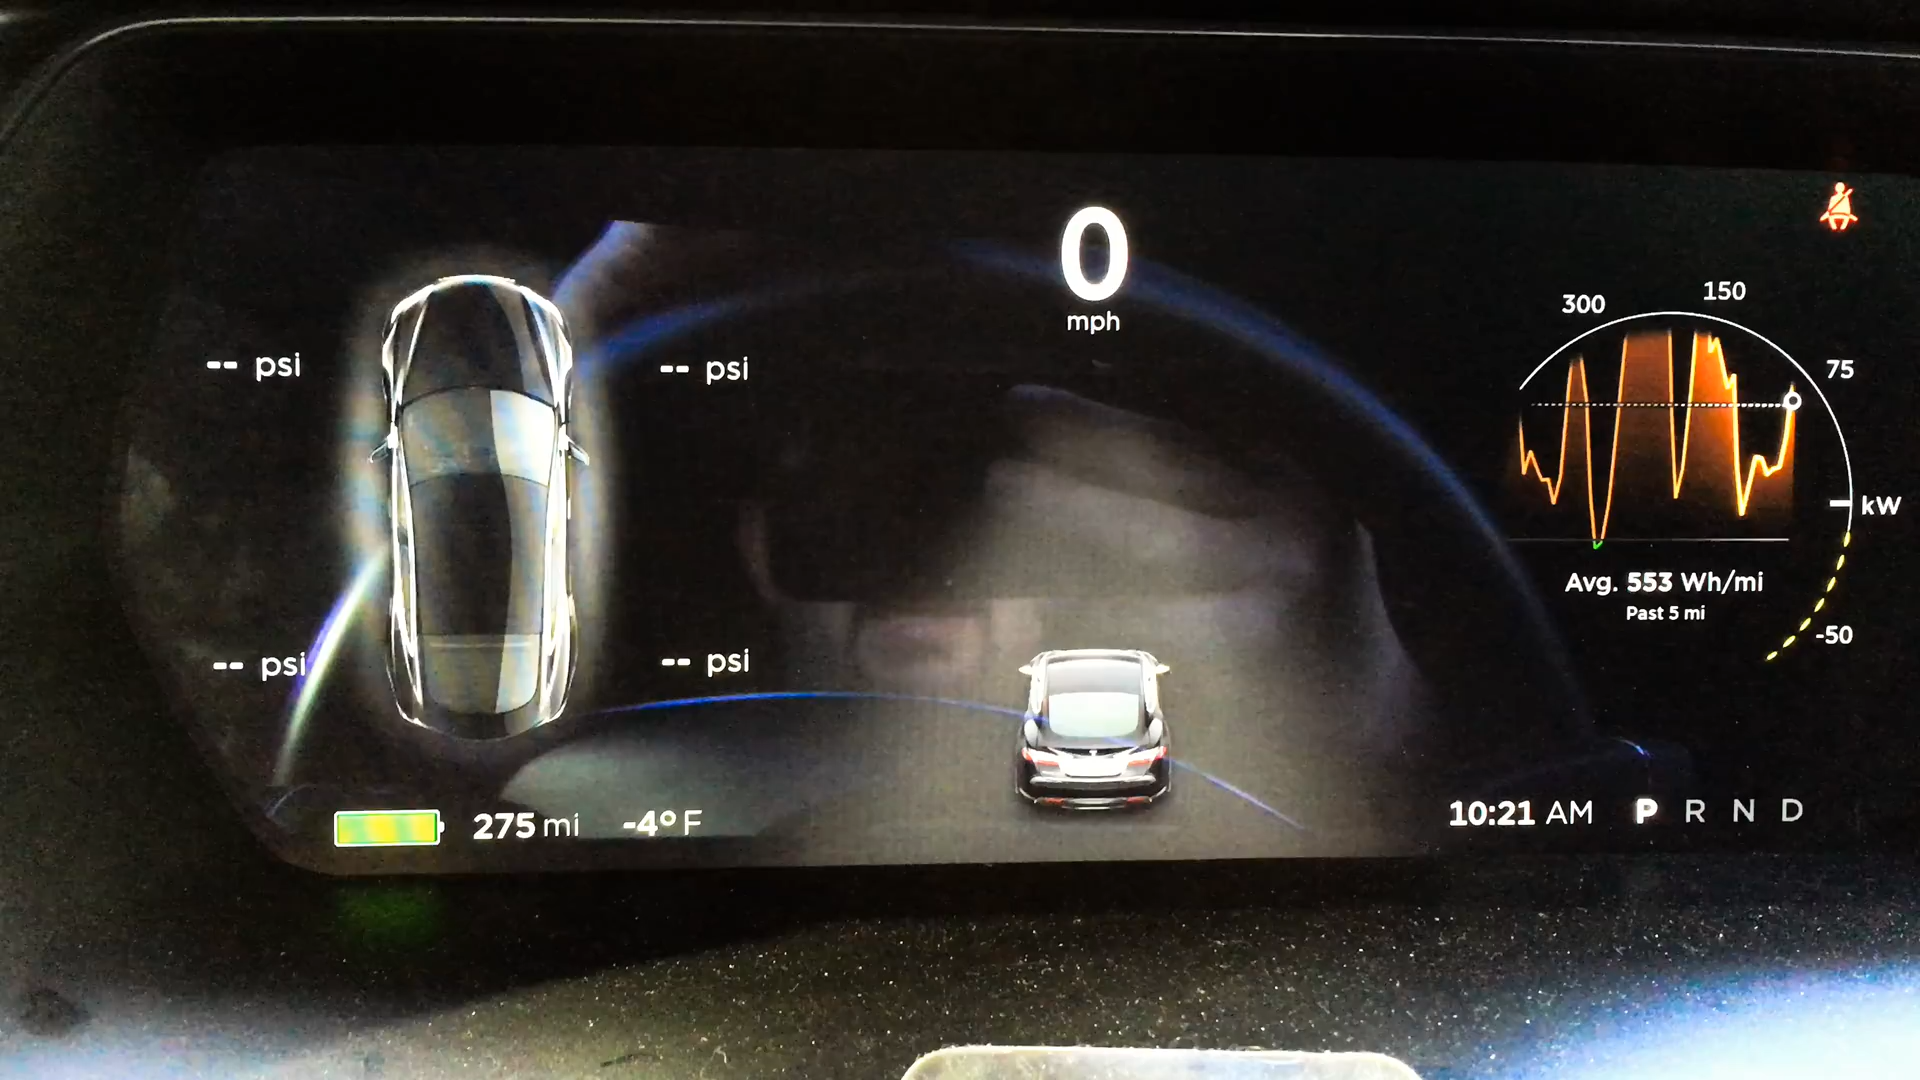 0
mph
-- psi
-- psi
-- psi
-- psi
300
150
75
kW
-50
Avg. 553 Wh/mi
Past 5 mi
275 mi -4° F
10:21 AM P R N D